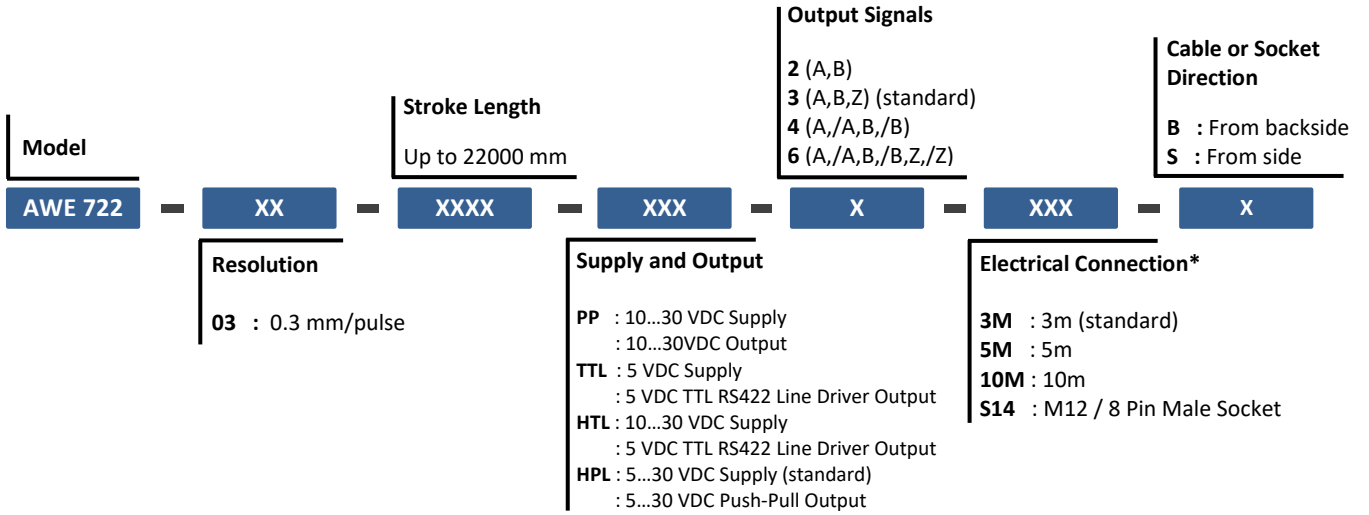 Output Signals
2 (A,B)
3 (A,B,Z) (standard)
4 (A,/A,B,/B)
6 (A,/A,B,/B,Z,/Z)
Cable or Socket
Direction
B : From backside
S : From side
Stroke Length
Up to 22000 mm
Model
AWE 722 - XX - XXXX - XXX - X - XXX - X
Resolution
03 : 0.3 mm/pulse
Supply and Output
PP : 10...30 VDC Supply
: 10...30VDC Output
TTL : 5 VDC Supply
: 5 VDC TTL RS422 Line Driver Output
HTL : 10...30 VDC Supply
: 5 VDC TTL RS422 Line Driver Output
HPL : 5...30 VDC Supply (standard)
: 5...30 VDC Push-Pull Output
Electrical Connection*
3M : 3m (standard)
5M : 5m
10M : 10m
S14 : M12 / 8 Pin Male Socket